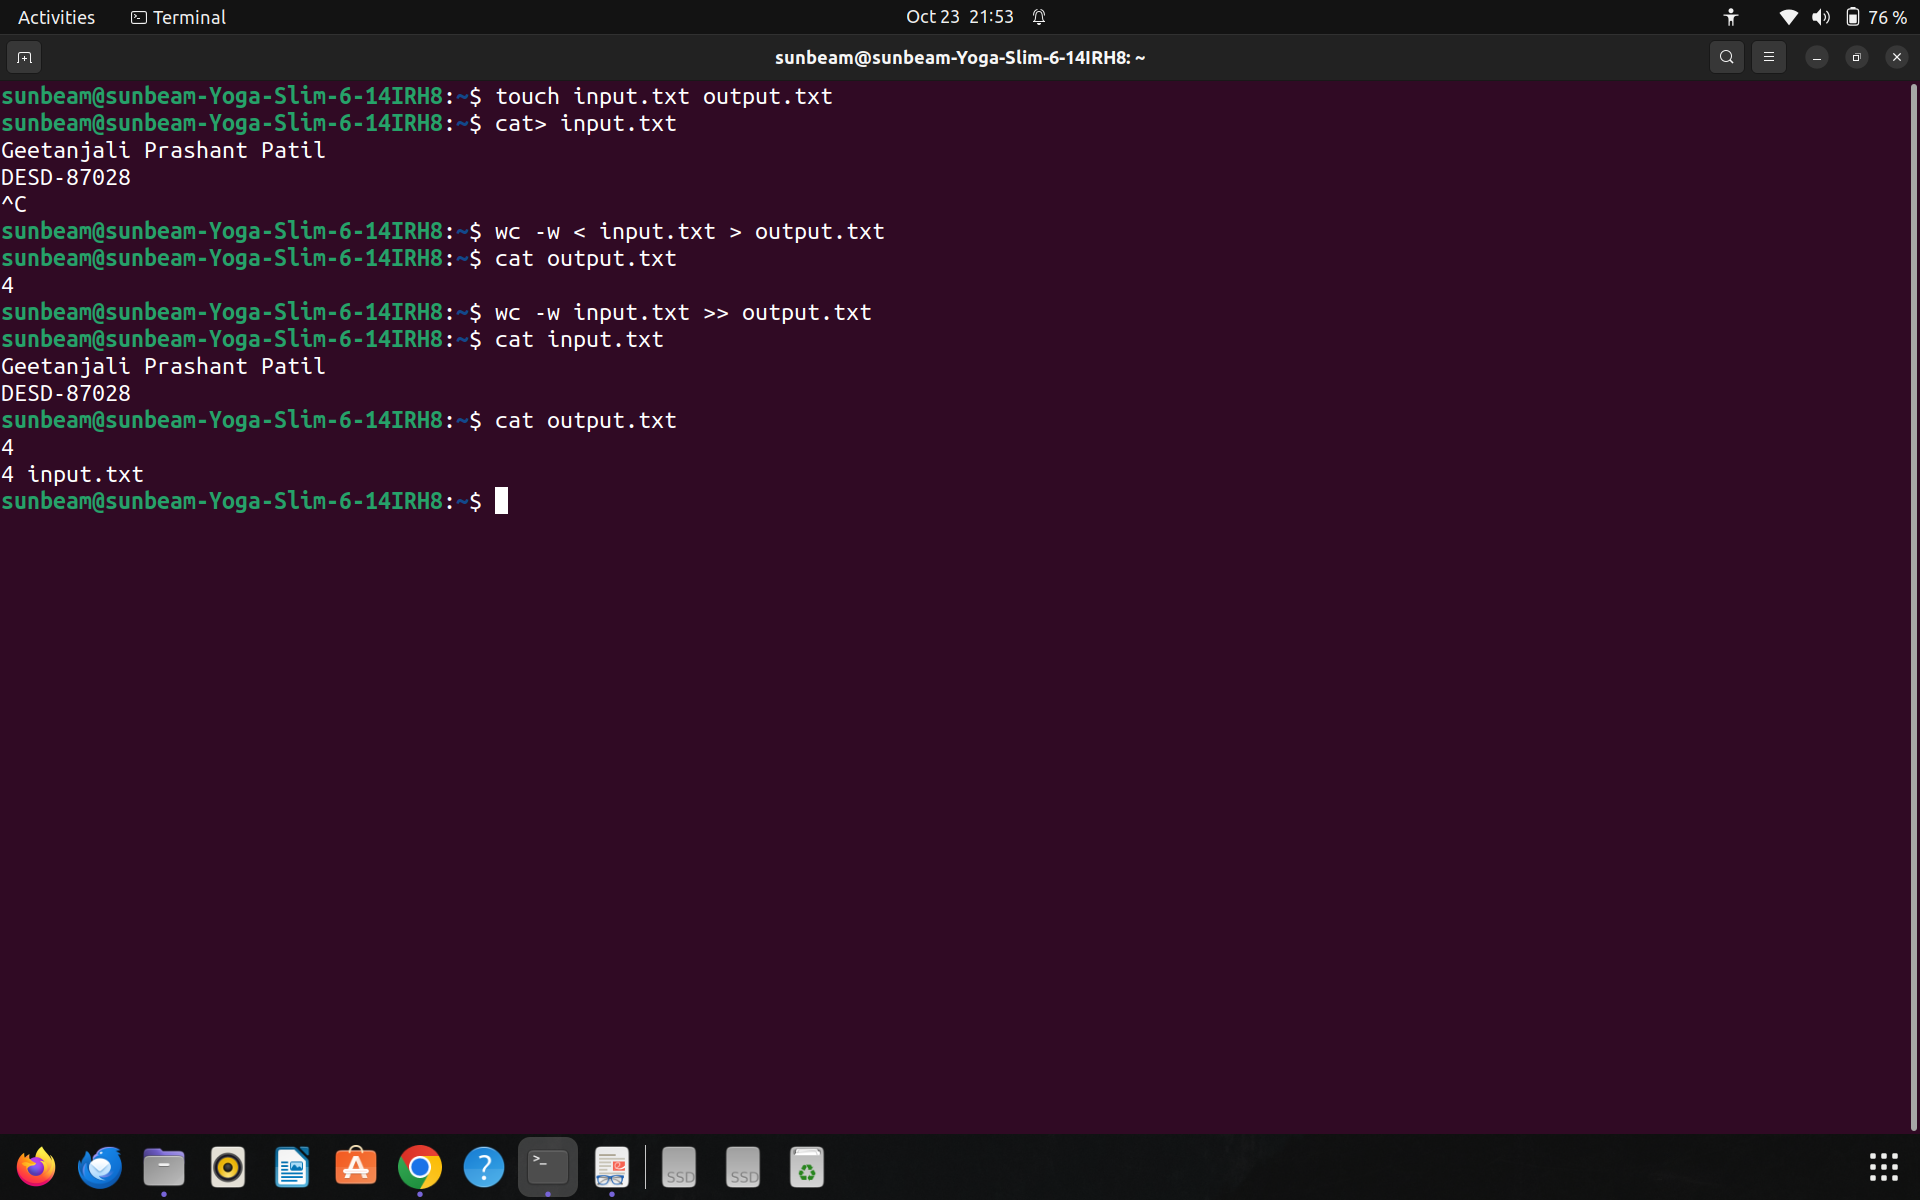 Activities Terminal Oct 23 21:53 76 %
sunbeam@sunbeam-Yoga-Slim-6-14IRH8: ~
sunbeam@sunbeam-Yoga-Slim-6-14IRH8:~$ touch input.txt output.txt
sunbeam@sunbeam-Yoga-Slim-6-14IRH8:~$ cat> input.txt
Geetanjali Prashant Patil
DESD-87028
^C
sunbeam@sunbeam-Yoga-Slim-6-14IRH8:~$ wc -w < input.txt > output.txt
sunbeam@sunbeam-Yoga-Slim-6-14IRH8:~$ cat output.txt
4
sunbeam@sunbeam-Yoga-Slim-6-14IRH8:~$ wc -w input.txt >> output.txt
sunbeam@sunbeam-Yoga-Slim-6-14IRH8:~$ cat input.txt
Geetanjali Prashant Patil
DESD-87028
sunbeam@sunbeam-Yoga-Slim-6-14IRH8:~$ cat output.txt
4
4 input.txt
sunbeam@sunbeam-Yoga-Slim-6-14IRH8:~$
SSD SSD